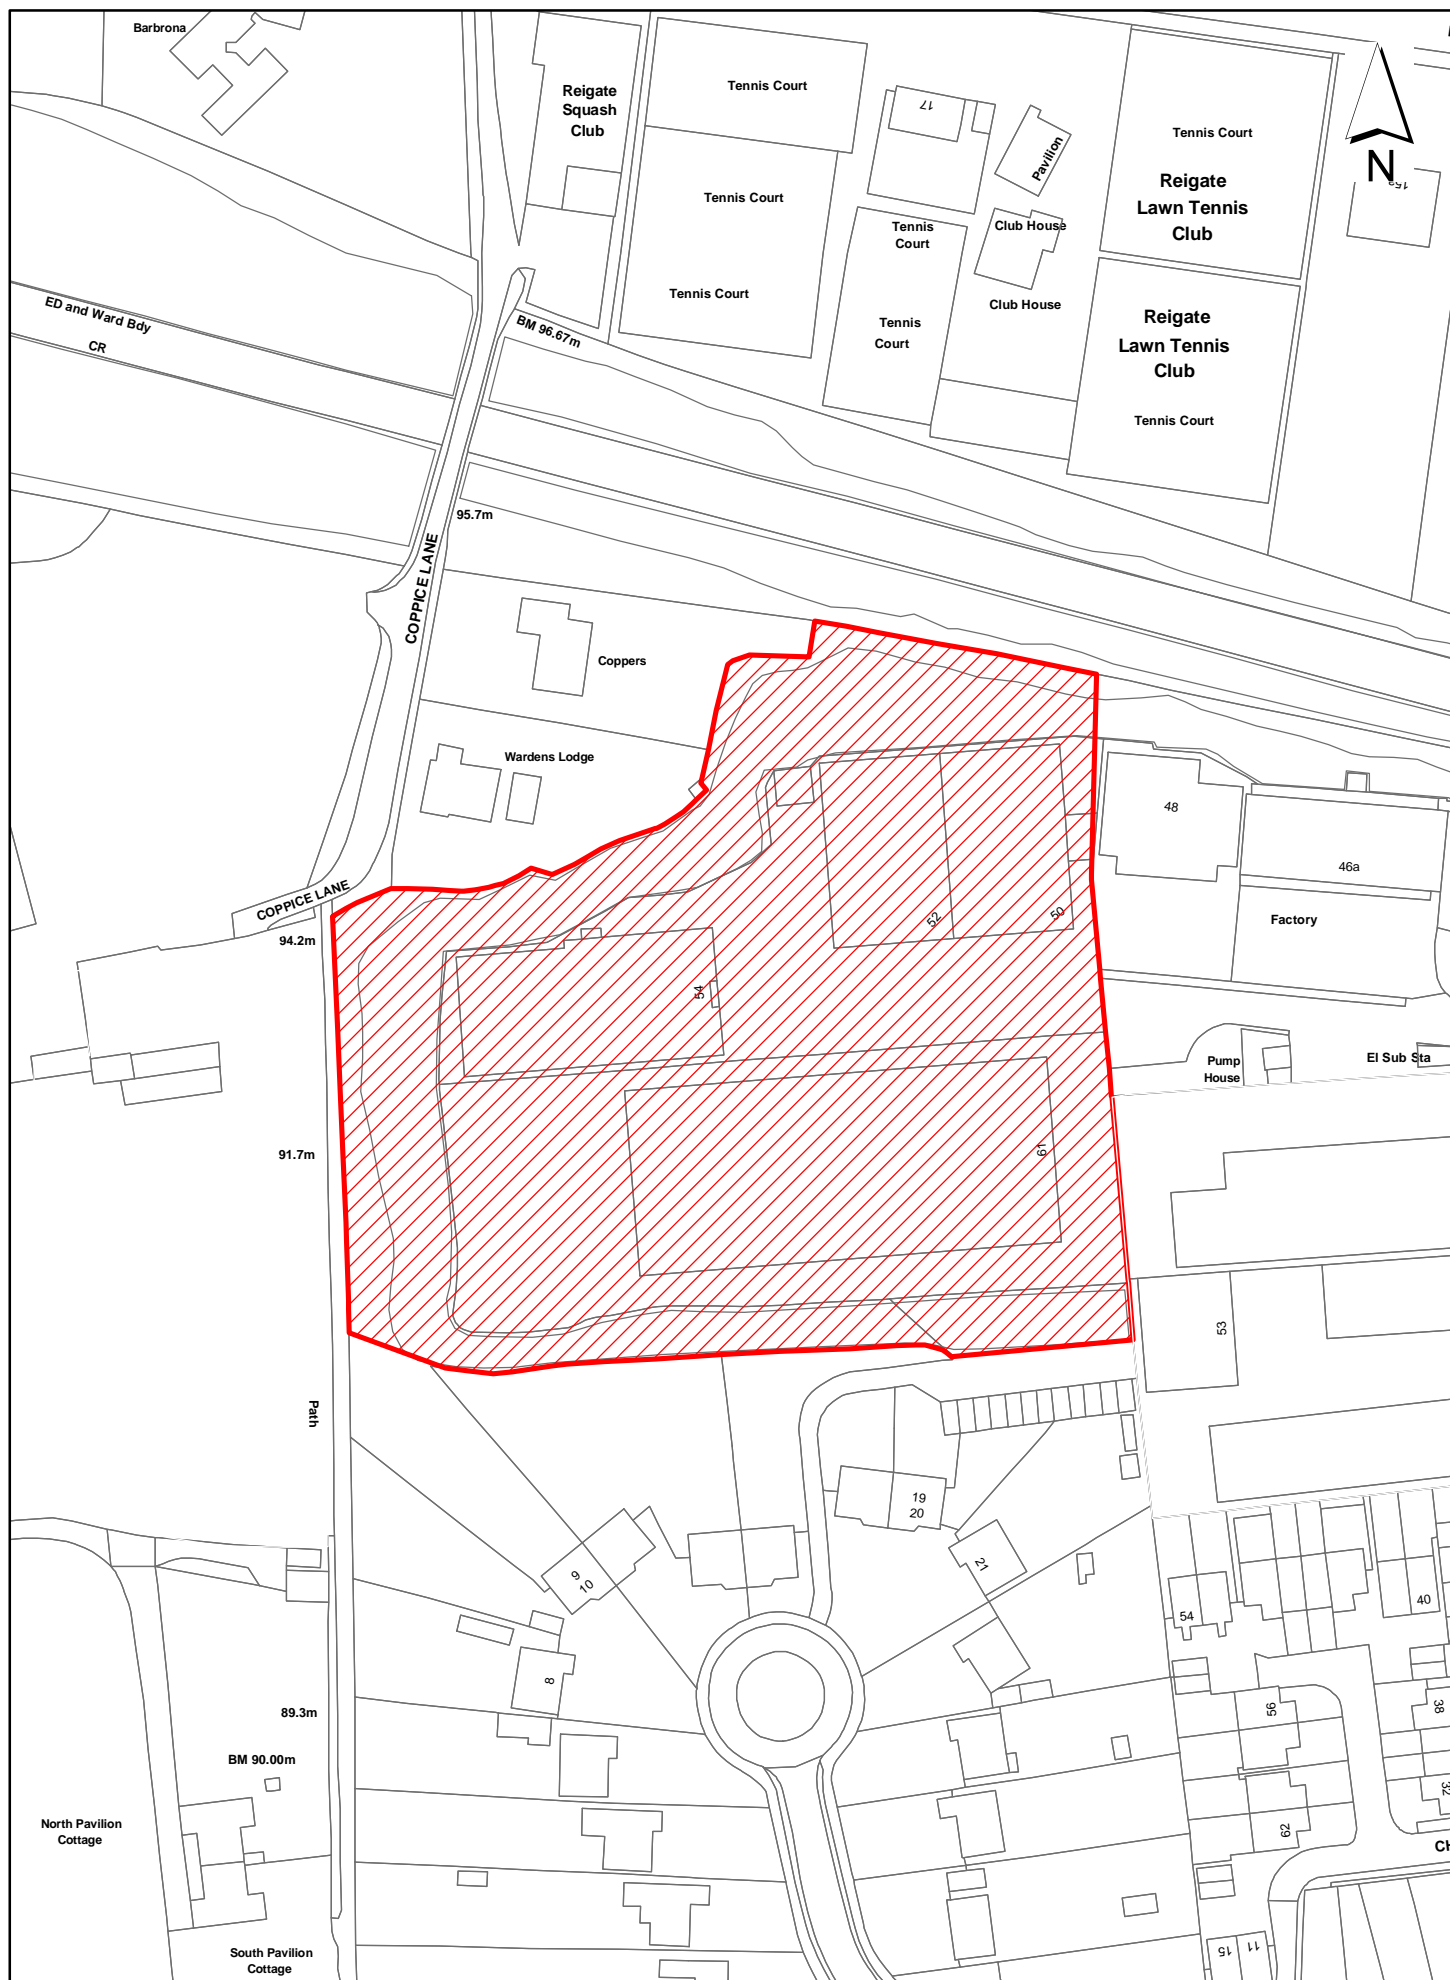 Barbrona
Reigate
Squash
Club
Tennis Court
17
Pavilion
Tennis Court
Reigate
Lawn Tennis
Club
N
15a
Tennis Court
Tennis
Court
Club House
Tennis Court
Club House
ED and Ward Bdy
CR
BM 96.67m
Tennis
Court
Reigate
Lawn Tennis
Club
Tennis Court
95.7m
COPPICE LANE
Coppers
Wardens Lodge
48
46a
COPPICE LANE
94.2m
52
50
Factory
54
Pump
House
El Sub Sta
91.7m
61
53
Path
19
20
9
10
21
54
40
8
56
38
89.3m
BM 90.00m
32
North Pavilion
Cottage
62
CH
South Pavilion
Cottage
15
11